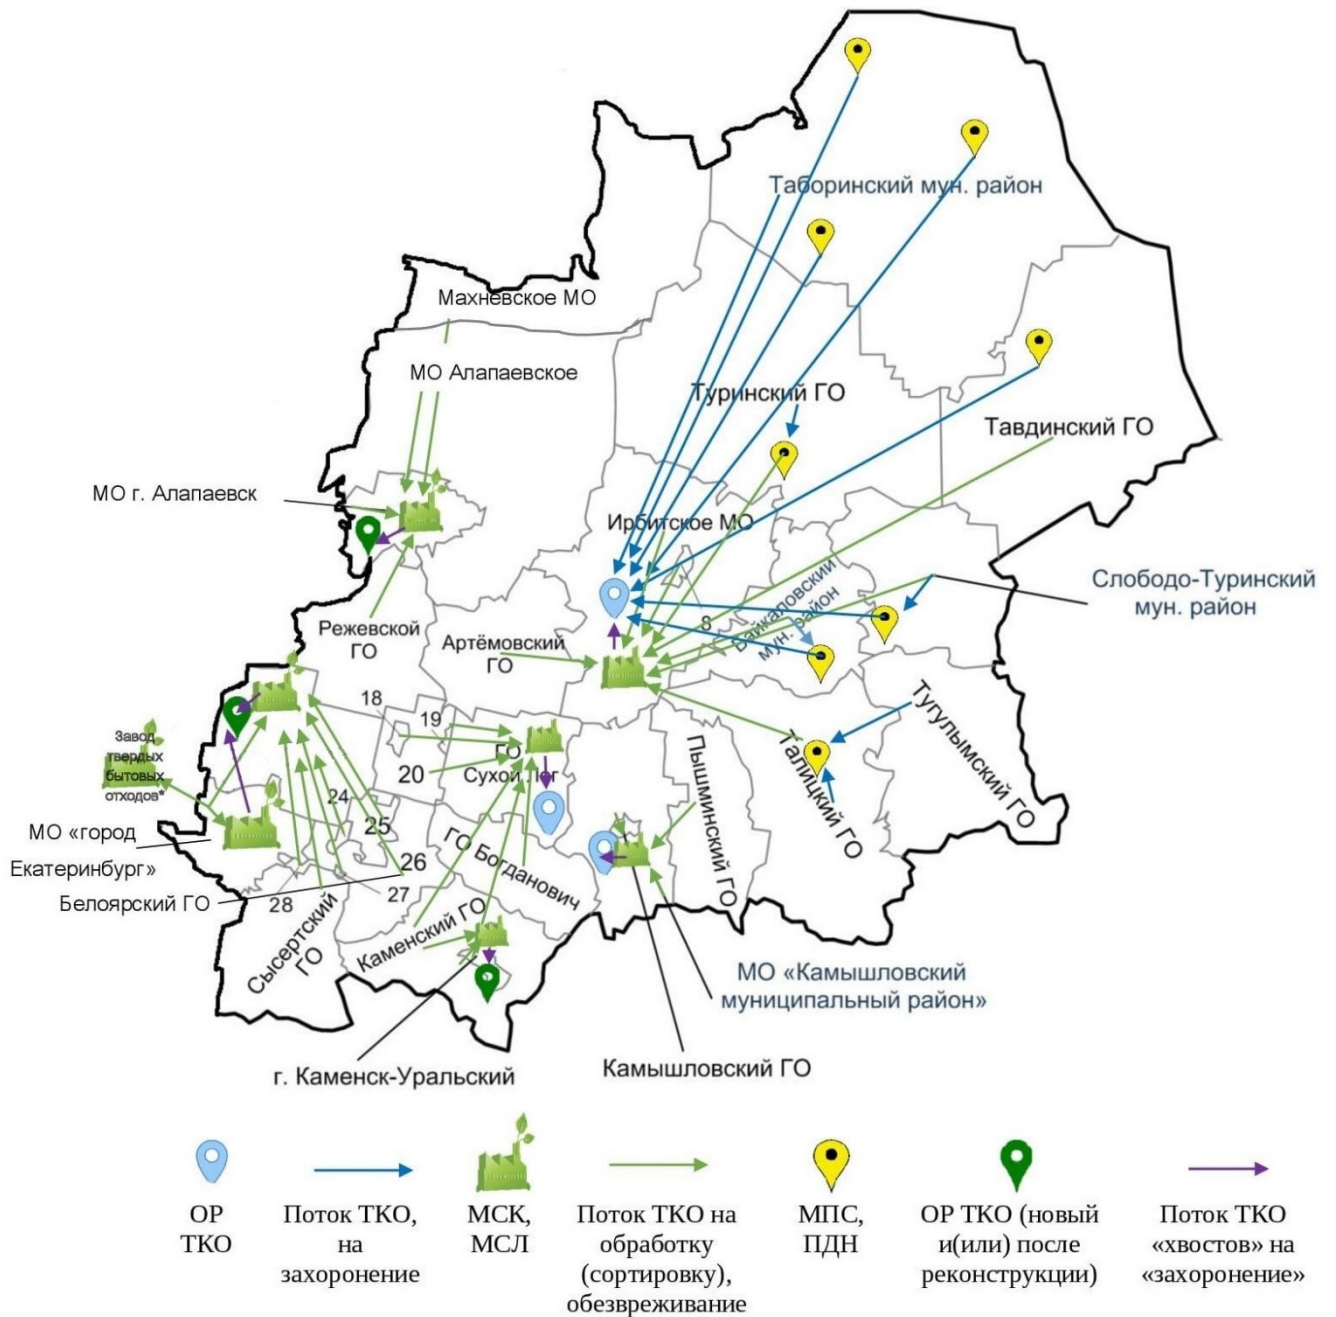 Таборинский мун. район
Махнёвское МО
МО Алапаевское
Туринский ГО
Тавдинский ГО
МО г. Алапаевск
Ирбитское МО
Слободо-Туринский
мун. район
Байкаловский
мун. район
8
Режевской
ГО
Артёмовский
ГО
18
19
20
ГО
Сухой Лог
Завод
твердых
бытовых
отходов*
Пышминский ГО
Талицкий ГО
Тугулымский ГО
24
25
26
27
28
МО «город
Екатеринбург»
Белоярский ГО
ГО Богданович
Сысертский
ГО
Каменский ГО
МО «Камышловский
муниципальный район»
г. Каменск-Уральский
Камышловский ГО
ОР
ТКО
Поток ТКО,
на
захоронение
МСК,
МСЛ
Поток ТКО на
обработку
(сортировку),
обезвреживание
МПС,
ПДН
ОР ТКО (новый
и(или) после
реконструкции)
Поток ТКО
«хвостов» на
«захоронение»